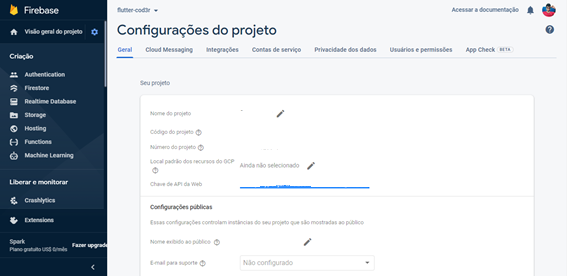 Firebase
flutter-cod3r
Acessar a documentação
Visão geral do projeto
Configurações do projeto
Geral
Cloud Messaging
Integrações
Contas de serviço
Privacidade dos dados
Usuários e permissões
App Check BETA
Criação
Authentication
Firestore
Realtime Database
Storage
Hosting
Functions
Machine Learning
Liberar e monitorar
Crashlytics
Extensions
Spark
Plano gratuito US$ 0/mês
Fazer upgrade
Seu projeto
Nome do projeto
Código do projeto
Número do projeto
Local padrão dos recursos do GCP
Ainda não selecionado
Chave de API da Web
Configurações públicas
Essas configurações controlam instâncias do seu projeto que são mostradas ao público
Nome exibido ao público
E-mail para suporte
Não configurado